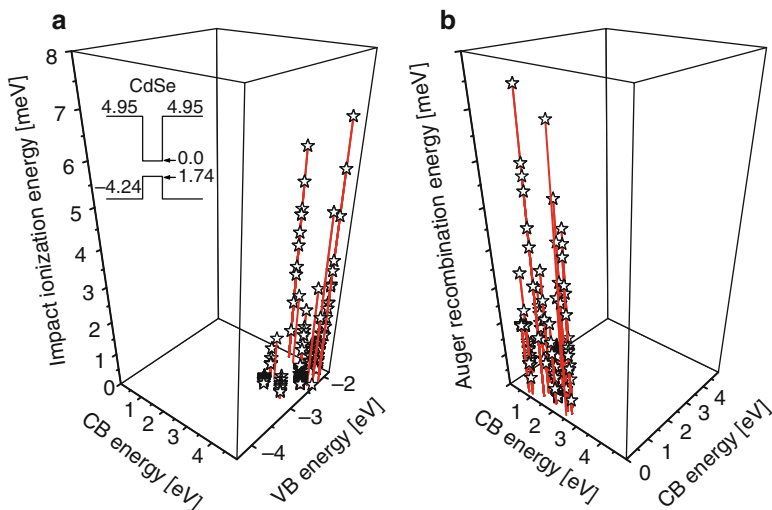 a
b
Impact ionization energy [meV]
8
7
6
5
4
3
2
1
0
CdSe
4.95 4.95
0.0
1.74
−4.24
1 2 3 4
CB energy [eV]
−4 −3 −2
VB energy [eV]
Auger recombination energy [meV]
1 2 3 4
CB energy [eV]
0 1 2 3 4
CB energy [eV]